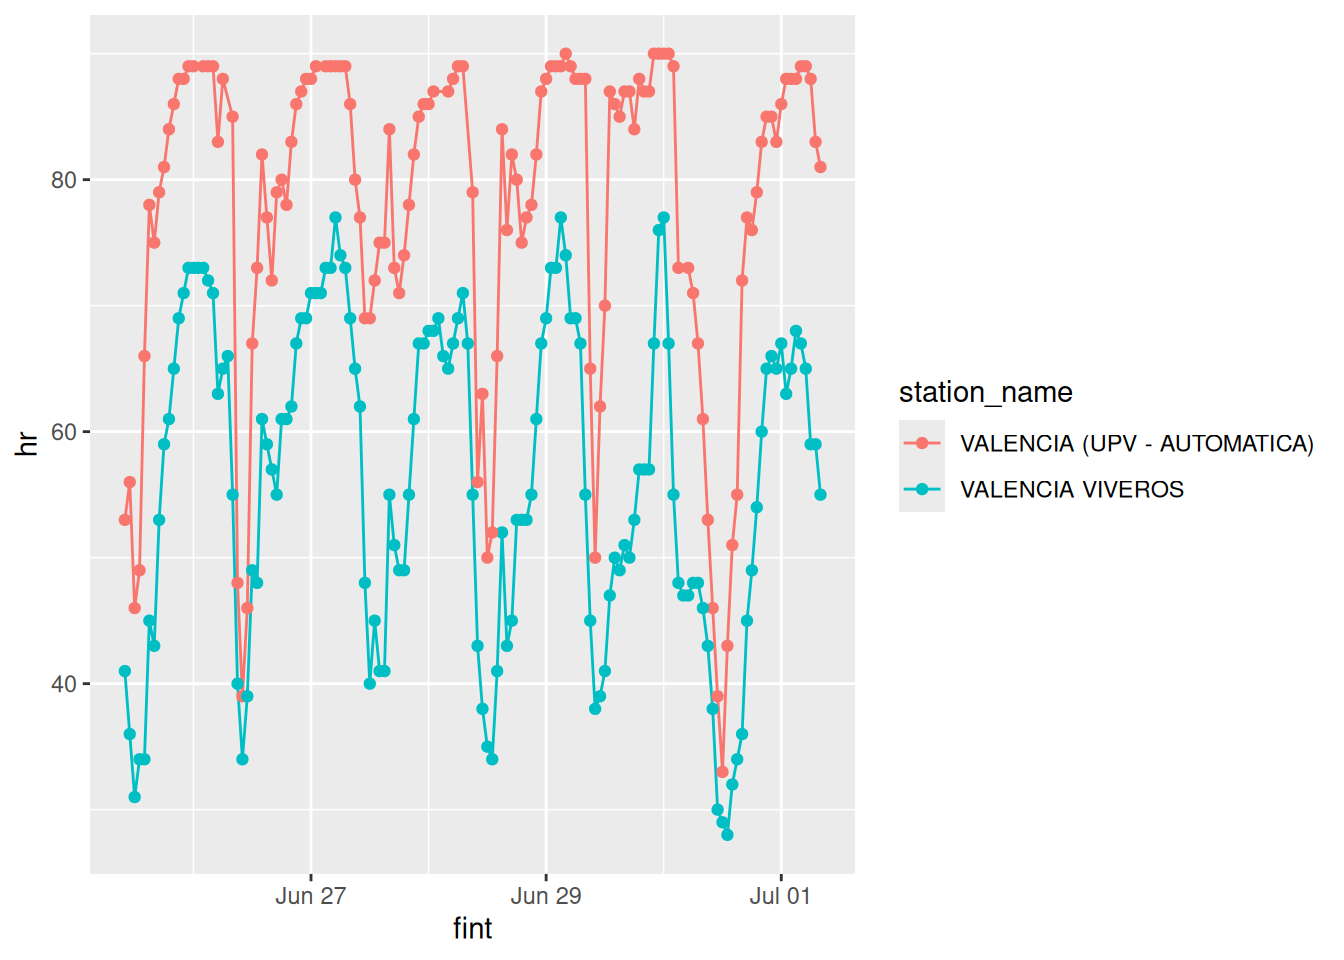 80
60
40
hr
Jun 27
Jun 29
Jul 01
fint
station_name
VALENCIA (UPV - AUTOMATICA)
VALENCIA VIVEROS